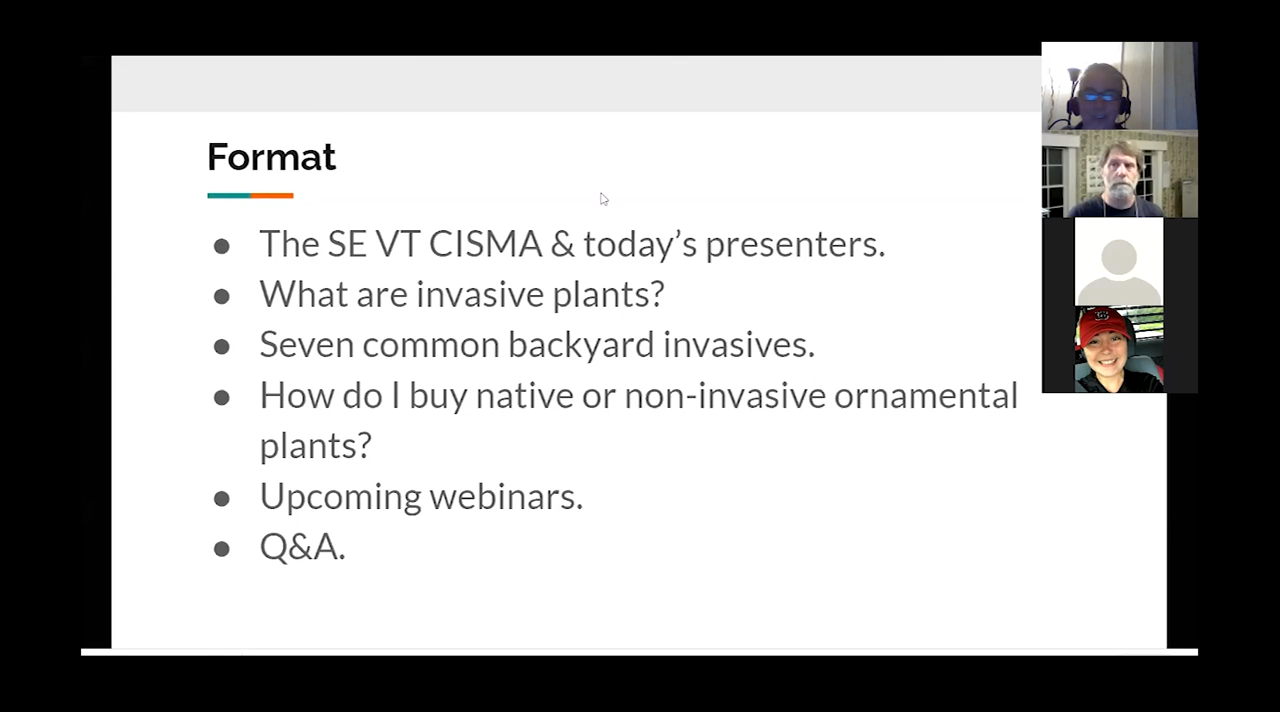 Format
● The SE VT CISMA & today’s presenters.
● What are invasive plants?
● Seven common backyard invasives.
● How do I buy native or non-invasive ornamental
plants?
● Upcoming webinars.
● Q&A.